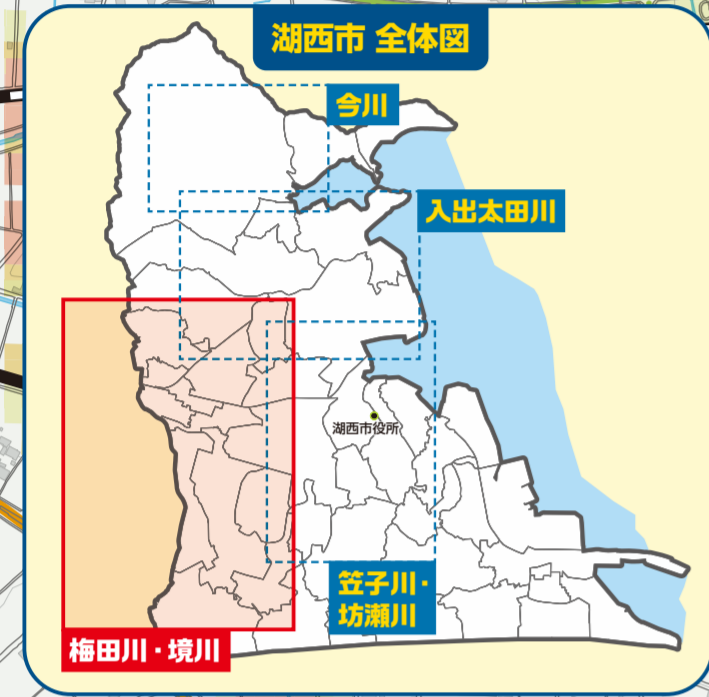 湖西市 全体図
今川
入出太田川
湖西市役所
笠子川・
坊瀬川
梅田川・境川